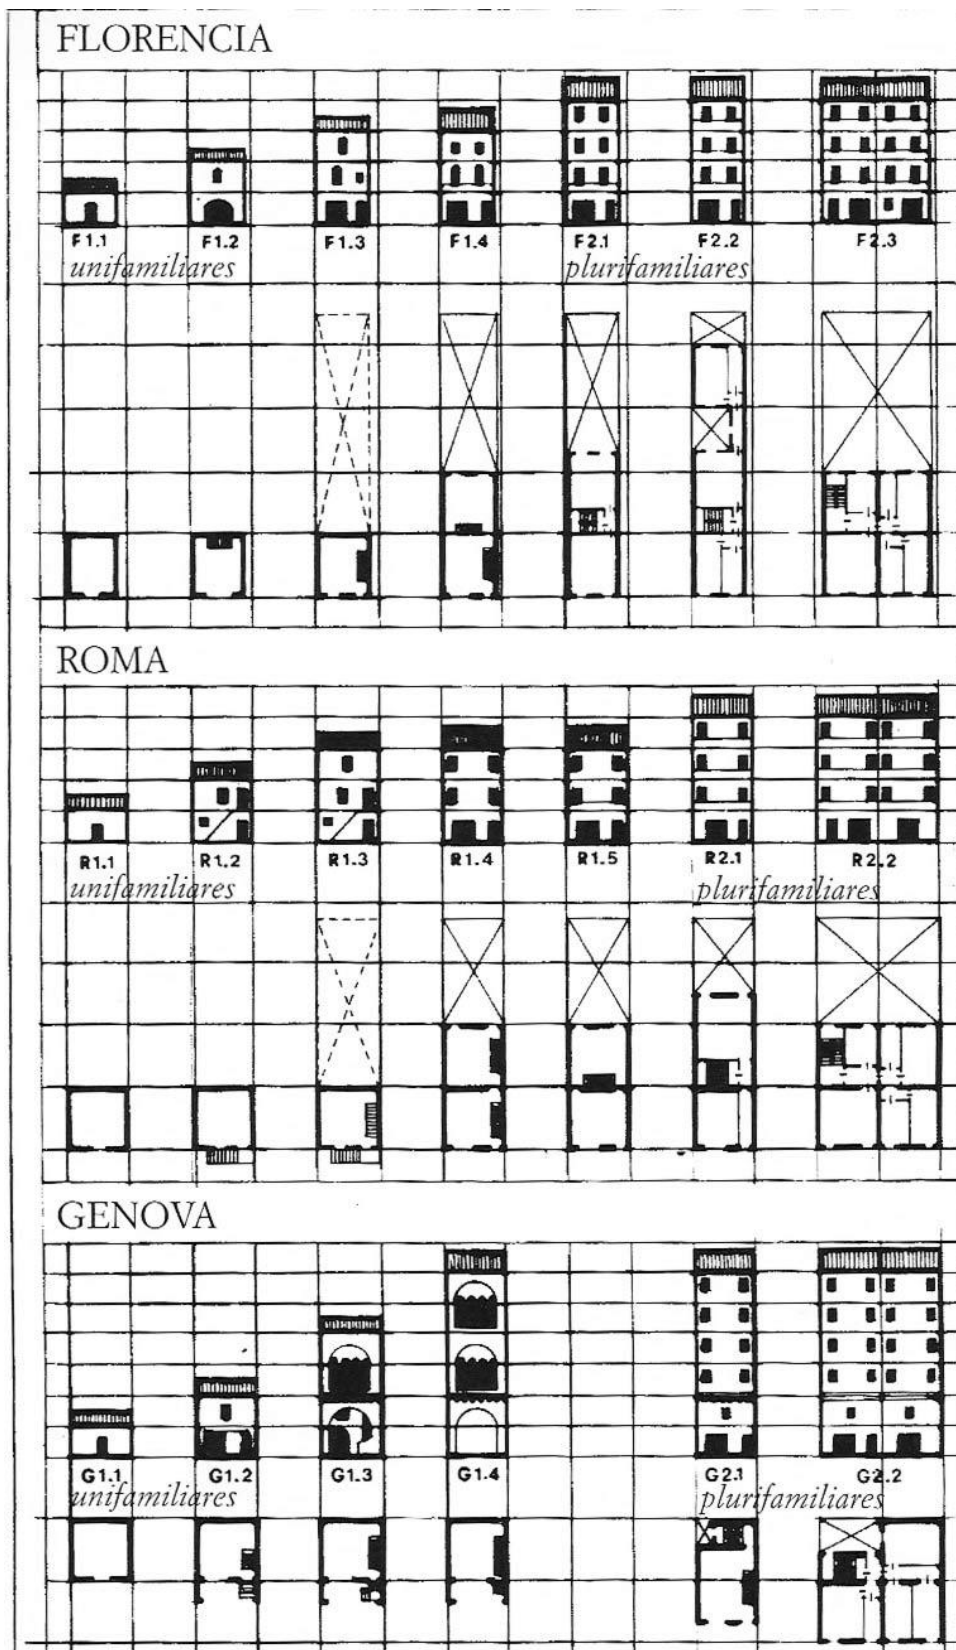 FLORENCIA
F1.1 F1.2 F1.3 F1.4 F2.1 F2.2 F2.3
unifamiliares plurifamiliares
ROMA
R1.1 R1.2 R1.3 R1.4 R1.5 R2.1 R2.2
unifamiliares plurifamiliares
GENOVA
G1.1 G1.2 G1.3 G1.4 G2.1 G2.2
unifamiliares plurifamiliares